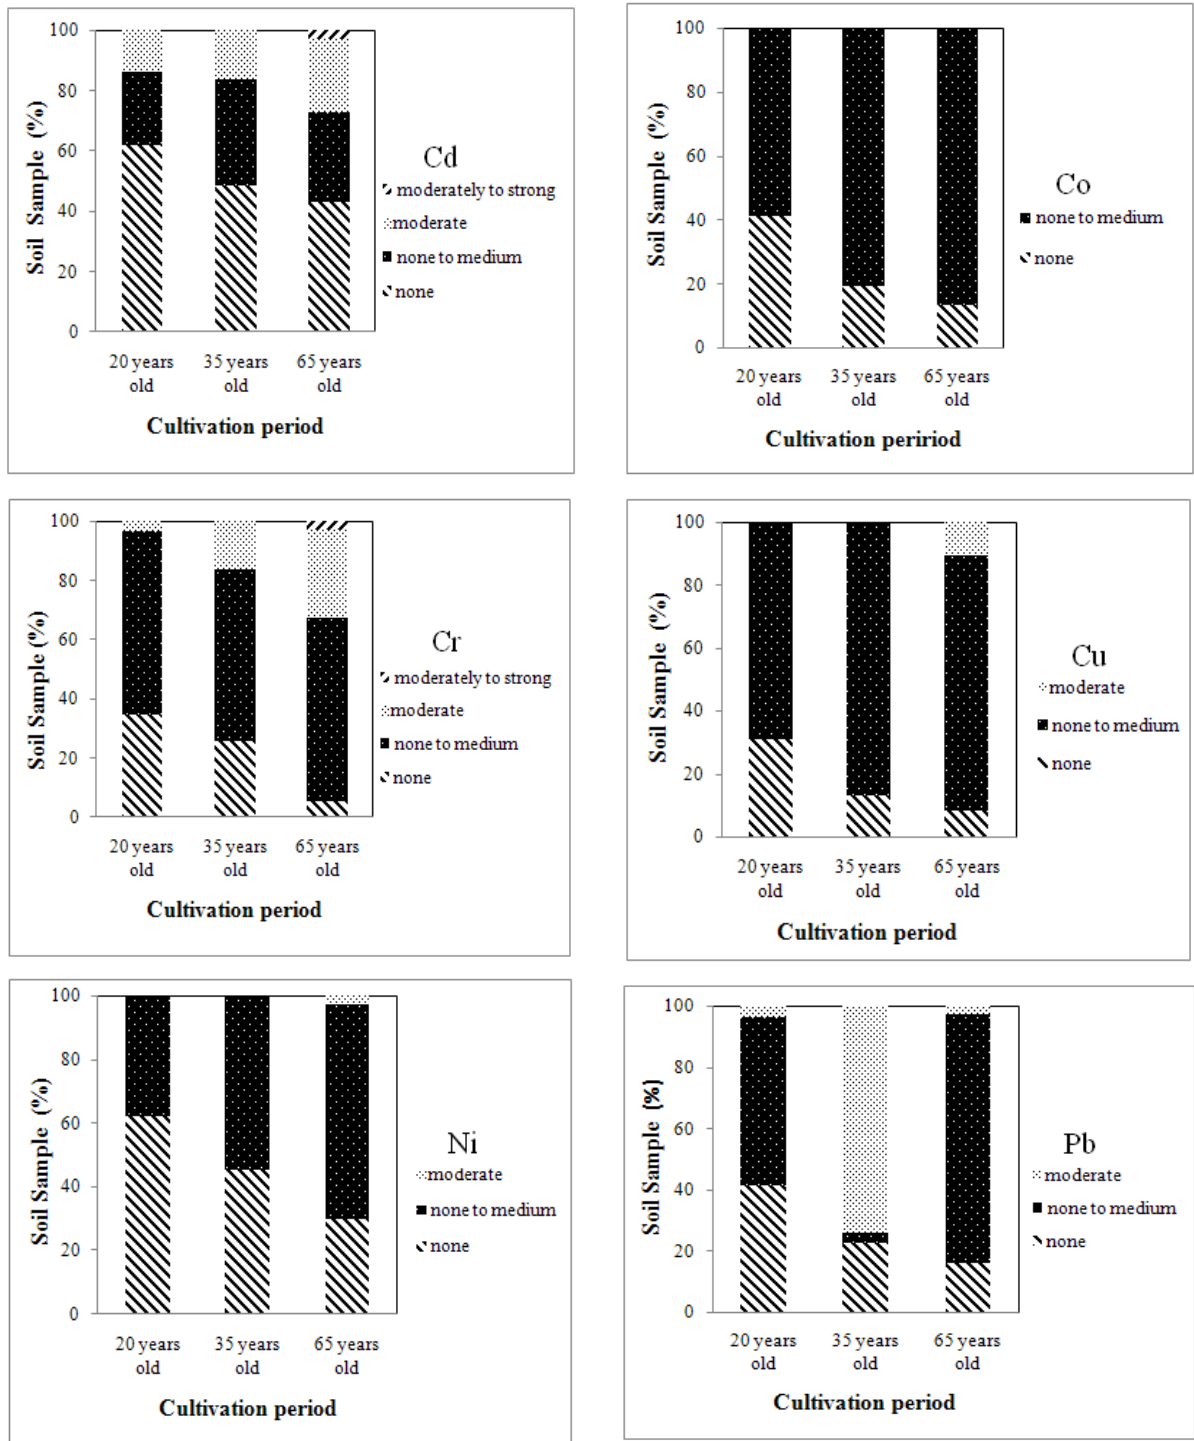 100
80
60
40
20
0
Soil Sample (%)
Cd
moderately to strong
moderate
none to medium
none
20 years old
35 years old
65 years old
Cultivation period
100
80
60
40
20
0
Soil Sample (%)
Co
none to medium
none
20 years old
35 years old
65 years old
Cultivation peririod
100
80
60
40
20
0
Soil Sample (%)
Cr
moderately to strong
moderate
none to medium
none
20 years old
35 years old
65 years old
Cultivation period
100
80
60
40
20
0
Soil Sample (%)
Cu
moderate
none to medium
none
20 years old
35 years old
65 years old
Cultivation period
100
80
60
40
20
0
Soil Sample (%)
Ni
moderate
none to medium
none
20 years old
35 years old
65 years old
Cultivation period
100
80
60
40
20
0
Soil Sample (%)
Pb
moderate
none to medium
none
20 years old
35 years old
65 years old
Cultivation period